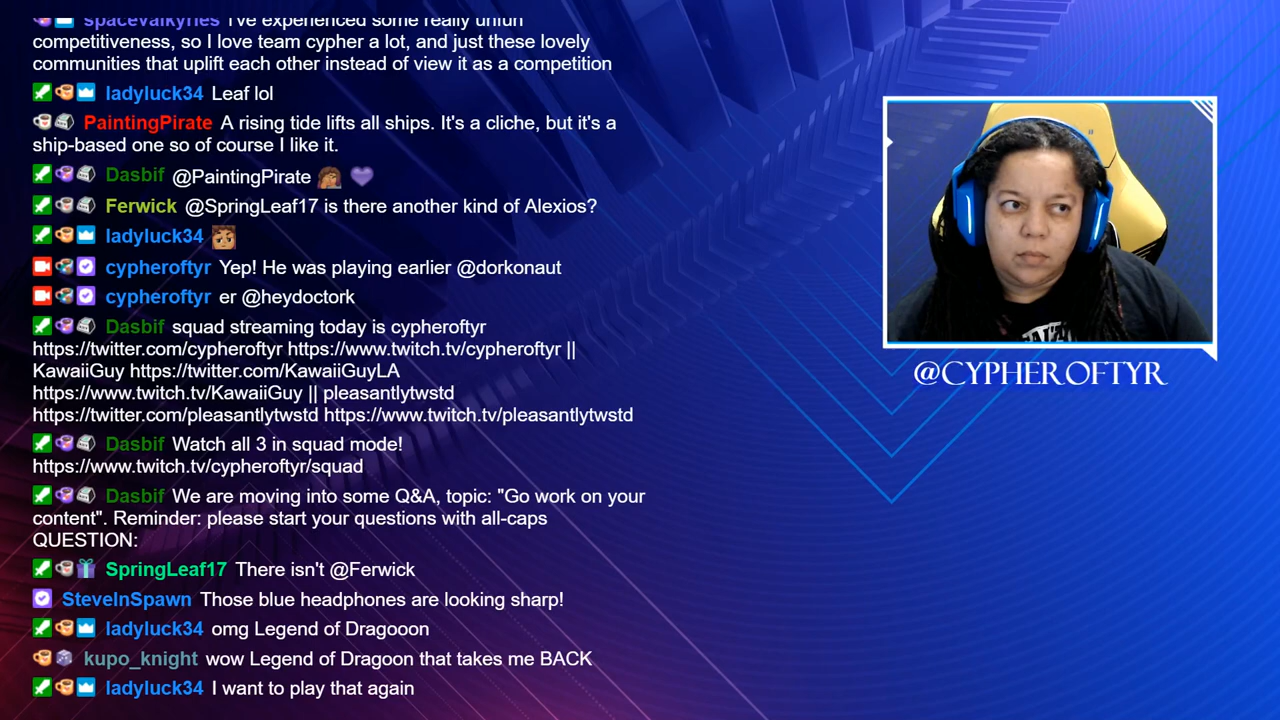 spacevalkyries I've experienced some really unfun
competitiveness, so I love team cypher a lot, and just these lovely
communities that uplift each other instead of view it as a competition
ladyluck34 Leaf lol
PaintingPirate A rising tide lifts all ships. It's a cliche, but it's a
ship-based one so of course I like it.
Dasbif @PaintingPirate
Ferwick @SpringLeaf17 is there another kind of Alexios?
ladyluck34
cypheroftyr Yep! He was playing earlier @dorkonaut
cypheroftyr er @heydoctork
Dasbif squad streaming today is cypheroftyr
https://twitter.com/cypheroftyr https://www.twitch.tv/cypheroftyr ||
KawaiiGuy https://twitter.com/KawaiiGuyLA
https://www.twitch.tv/KawaiiGuy || pleasantlytwstd
https://twitter.com/pleasantlytwstd https://www.twitch.tv/pleasantlytwstd
Dasbif Watch all 3 in squad mode!
https://www.twitch.tv/cypheroftyr/squad
Dasbif We are moving into some Q&A, topic: "Go work on your
content". Reminder: please start your questions with all-caps
QUESTION:
SpringLeaf17 There isn't @Ferwick
SteveInSpawn Those blue headphones are looking sharp!
ladyluck34 omg Legend of Dragooon
kupo_knight wow Legend of Dragoon that takes me BACK
ladyluck34 I want to play that again
@CYPHEROFTYR